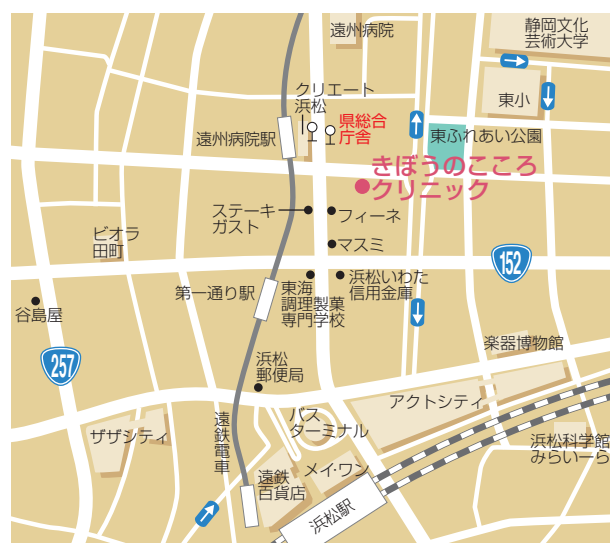 静岡文化
芸術大学
遠州病院
東小
クリエート
浜松
県総合
庁舎
遠州病院駅
東ふれあい公園
きぼうのこころ
クリニック
ステーキ
ガスト
フィーネ
マスミ
ビオラ
田町
152
第一通り駅
東海
調理製菓
専門学校
浜松いわた
信用金庫
谷島屋
257
浜松
郵便局
楽器博物館
アクトシティ
バス
ターミナル
ザザシティ
遠鉄電車
浜松科学館
みらいーら
遠鉄
百貨店
メイ・ワン
浜松駅